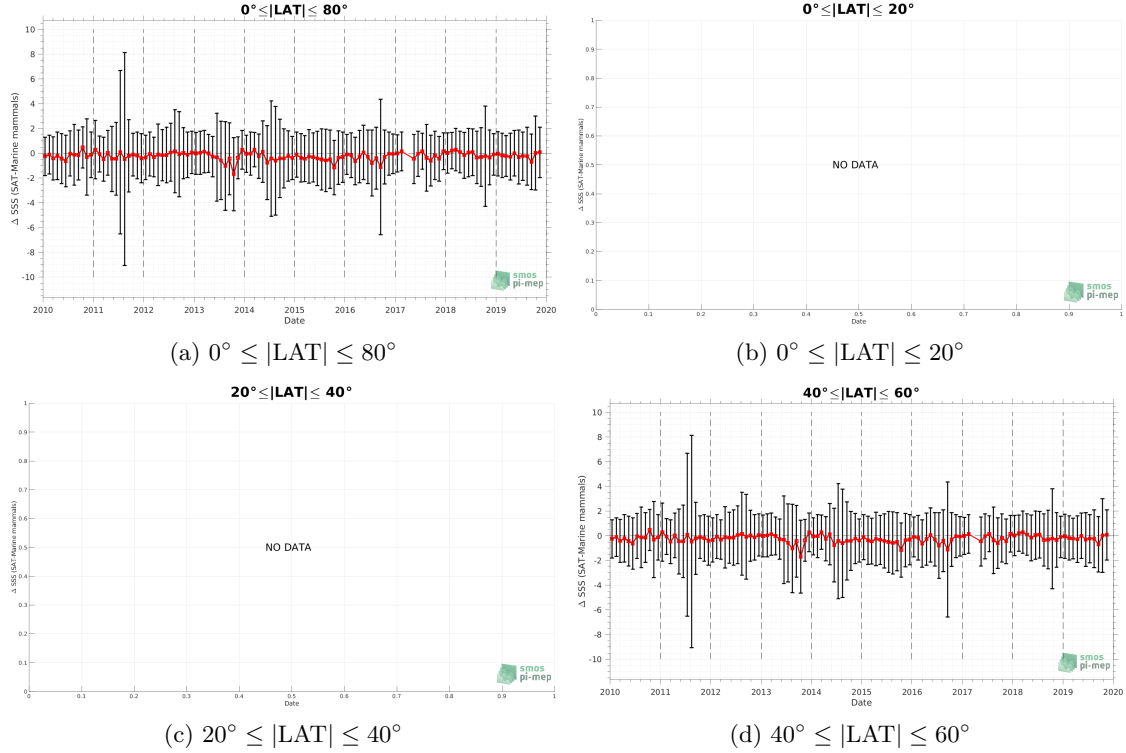 0°≤|LAT|≤ 80°
Δ SSS (SAT-Marine mammals)
10
8
6
4
2
0
-2
-4
-6
-8
-10
2010 2011 2012 2013 2014 2015 2016 2017 2018 2019 2020
Date
smos
pi-mep
(a) 0° ≤ |LAT| ≤ 80°
0°≤|LAT|≤ 20°
Δ SSS (SAT-Marine mammals)
1
0.9
0.8
0.7
0.6
0.5
0.4
0.3
0.2
0.1
0
NO DATA
0 0.1 0.2 0.3 0.4 0.5 0.6 0.7 0.8 0.9 1
Date
smos
pi-mep
(b) 0° ≤ |LAT| ≤ 20°
20°≤|LAT|≤ 40°
Δ SSS (SAT-Marine mammals)
1
0.9
0.8
0.7
0.6
0.5
0.4
0.3
0.2
0.1
0
NO DATA
0 0.1 0.2 0.3 0.4 0.5 0.6 0.7 0.8 0.9 1
Date
smos
pi-mep
(c) 20° ≤ |LAT| ≤ 40°
40°≤|LAT|≤ 60°
Δ SSS (SAT-Marine mammals)
10
8
6
4
2
0
-2
-4
-6
-8
-10
2010 2011 2012 2013 2014 2015 2016 2017 2018 2019 2020
Date
smos
pi-mep
(d) 40° ≤ |LAT| ≤ 60°